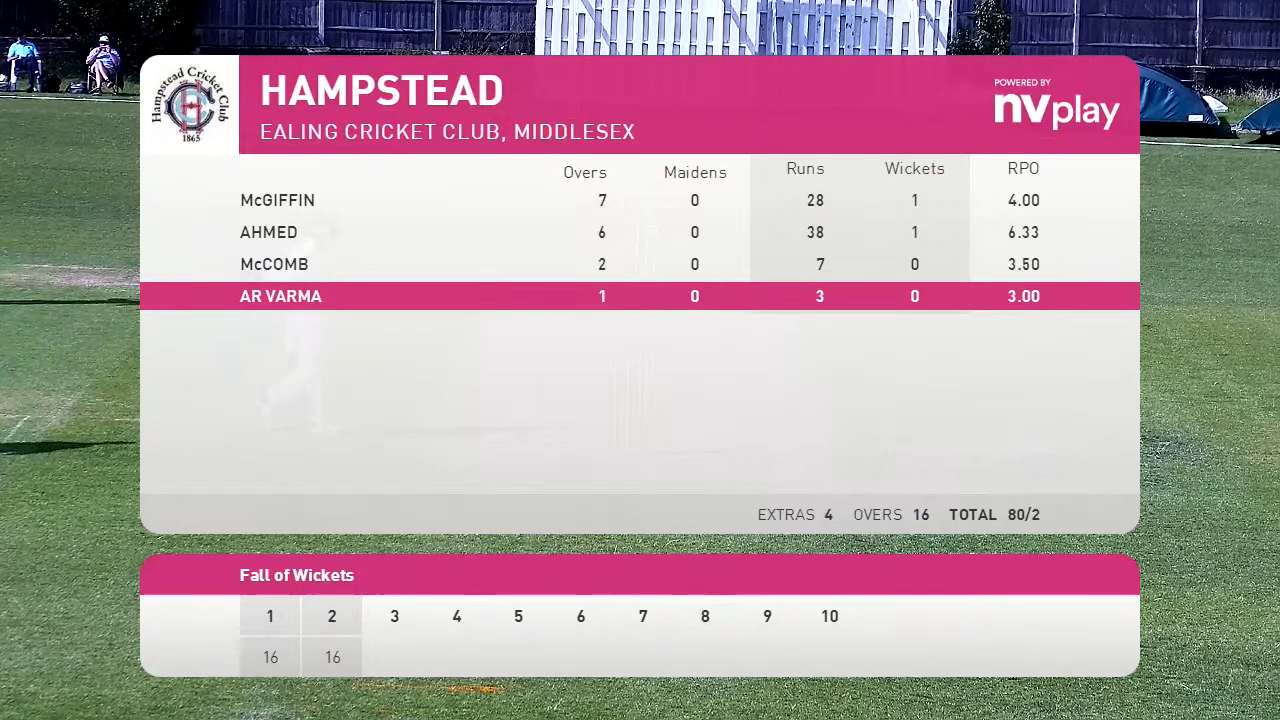 Hampstead Cricket Club
1865
HAMPSTEAD
EALING CRICKET CLUB, MIDDLESEX
POWERED BY
nvplay
Overs Maidens Runs Wickets RPO
McGIFFIN 7 0 28 1 4.00
AHMED 6 0 38 1 6.33
McCOMB 2 0 7 0 3.50
AR VARMA 1 0 3 0 3.00
EXTRAS 4 OVERS 16 TOTAL 80/2
Fall of Wickets
1 2 3 4 5 6 7 8 9 10
16 16